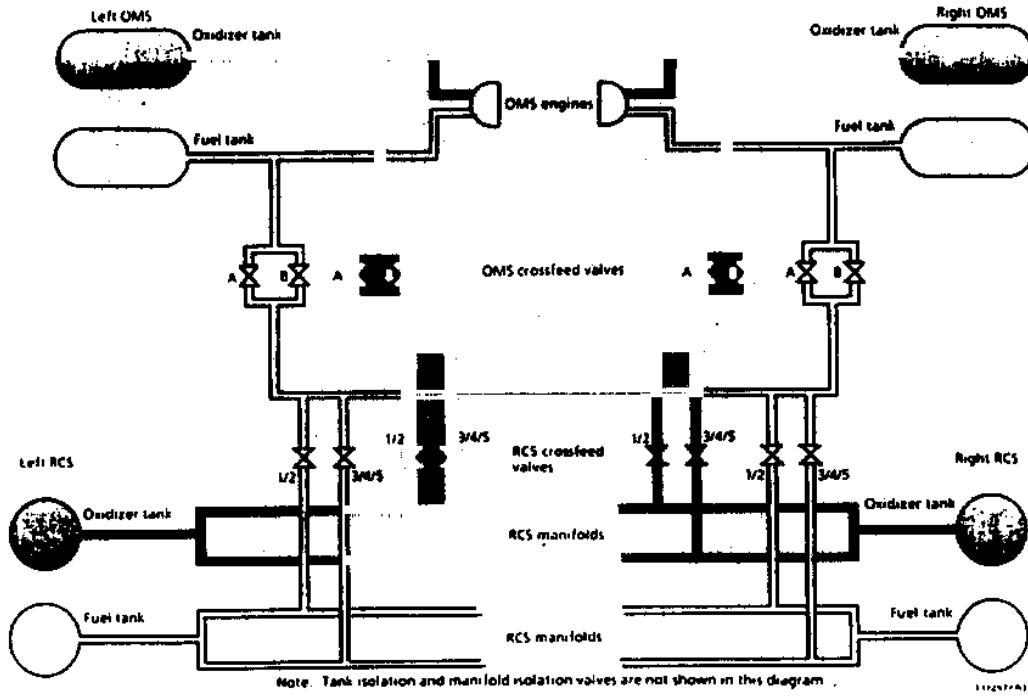 Left OMS
Right OMS
Oxidizer tank
Oxidizer tank
OMS engines
Fuel tank
Fuel tank
A
B
A
OMS crossfeed valves
A
A
B
1/2
3/4/5
1/2
3/4/5
RCS crossfeed
valves
Left RCS
1/2
3/4/5
1/2
3/4/5
Right RCS
Oxidizer tank
Oxidizer tank
RCS manifolds
Fuel tank
Fuel tank
RCS manifolds
Note. Tank isolation and manifold isolation valves are not shown in this diagram